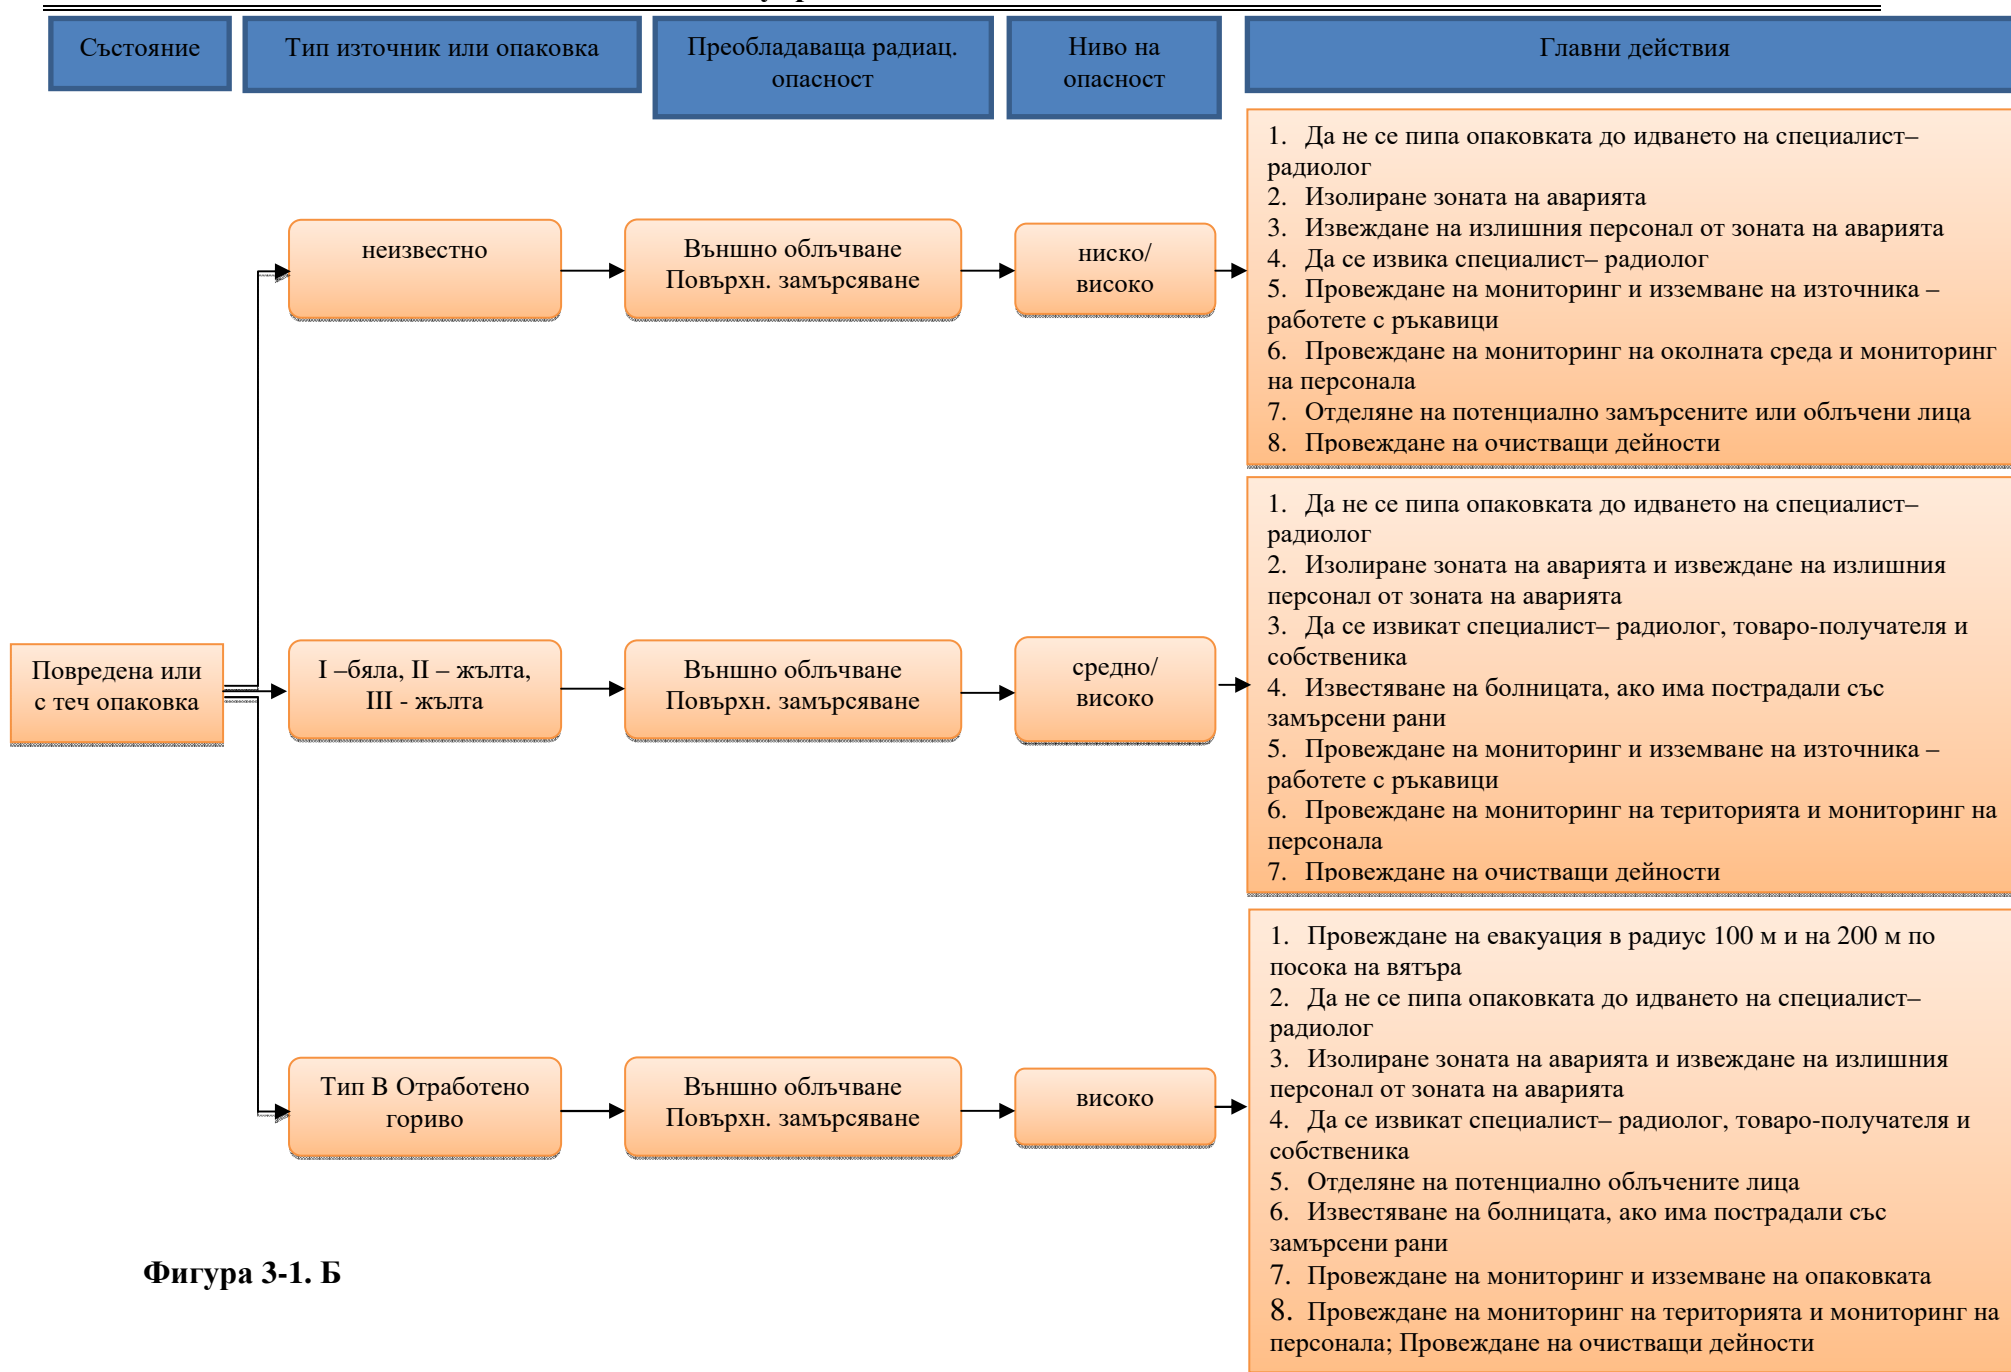 Състояние
Тип източник или опаковка
Преобладаваща радиац.
опасност
Ниво на
опасност
Главни действия
Повредена или
с теч опаковка
неизвестно
Външно облъчване
Повърхн. замърсяване
ниско/
високо
1. Да не се пипа опаковката до идването на специалист–
радиолог
2. Изолиране зоната на аварията
3. Извеждане на излишния персонал от зоната на аварията
4. Да се извика специалист– радиолог
5. Провеждане на мониторинг и изземване на източника –
работете с ръкавици
6. Провеждане на мониторинг на околната среда и мониторинг
на персонала
7. Отделяне на потенциално замърсените или облъчени лица
8. Провеждане на очистващи дейности
I –бяла, II – жълта,
III - жълта
Външно облъчване
Повърхн. замърсяване
средно/
високо
1. Да не се пипа опаковката до идването на специалист–
радиолог
2. Изолиране зоната на аварията и извеждане на излишния
персонал от зоната на аварията
3. Да се извикат специалист– радиолог, товаро-получателя и
собственика
4. Известяване на болницата, ако има пострадали със
замърсени рани
5. Провеждане на мониторинг и изземване на източника –
работете с ръкавици
6. Провеждане на мониторинг на територията и мониторинг на
персонала
7. Провеждане на очистващи дейности
Тип В Отработено
гориво
Външно облъчване
Повърхн. замърсяване
високо
1. Провеждане на евакуация в радиус 100 м и на 200 м по
посока на вятъра
2. Да не се пипа опаковката до идването на специалист–
радиолог
3. Изолиране зоната на аварията и извеждане на излишния
персонал от зоната на аварията
4. Да се извикат специалист– радиолог, товаро-получателя и
собственика
5. Отделяне на потенциално облъчените лица
6. Известяване на болницата, ако има пострадали със
замърсени рани
7. Провеждане на мониторинг и изземване на опаковката
8. Провеждане на мониторинг на територията и мониторинг на
персонала; Провеждане на очистващи дейности
Фигура 3-1. Б